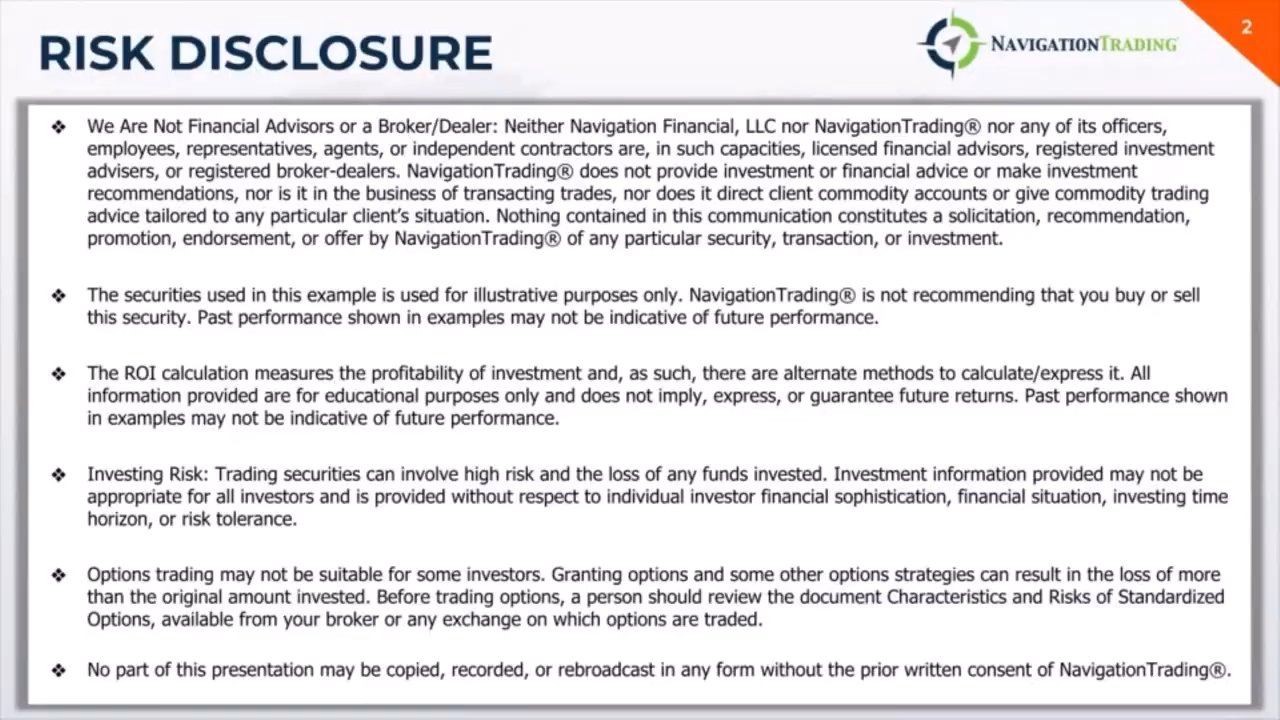 RISK DISCLOSURE
NAVIGATIONTRADING®
2
❖ We Are Not Financial Advisors or a Broker/Dealer: Neither Navigation Financial, LLC nor NavigationTrading® nor any of its officers,
employees, representatives, agents, or independent contractors are, in such capacities, licensed financial advisors, registered investment
advisers, or registered broker-dealers. NavigationTrading® does not provide investment or financial advice or make investment
recommendations, nor is it in the business of transacting trades, nor does it direct client commodity accounts or give commodity trading
advice tailored to any particular client's situation. Nothing contained in this communication constitutes a solicitation, recommendation,
promotion, endorsement, or offer by NavigationTrading® of any particular security, transaction, or investment.
❖ The securities used in this example is used for illustrative purposes only. NavigationTrading® is not recommending that you buy or sell
this security. Past performance shown in examples may not be indicative of future performance.
❖ The ROI calculation measures the profitability of investment and, as such, there are alternate methods to calculate/express it. All
information provided are for educational purposes only and does not imply, express, or guarantee future returns. Past performance shown
in examples may not be indicative of future performance.
❖ Investing Risk: Trading securities can involve high risk and the loss of any funds invested. Investment information provided may not be
appropriate for all investors and is provided without respect to individual investor financial sophistication, financial situation, investing time
horizon, or risk tolerance.
❖ Options trading may not be suitable for some investors. Granting options and some other options strategies can result in the loss of more
than the original amount invested. Before trading options, a person should review the document Characteristics and Risks of Standardized
Options, available from your broker or any exchange on which options are traded.
❖ No part of this presentation may be copied, recorded, or rebroadcast in any form without the prior written consent of NavigationTrading®.